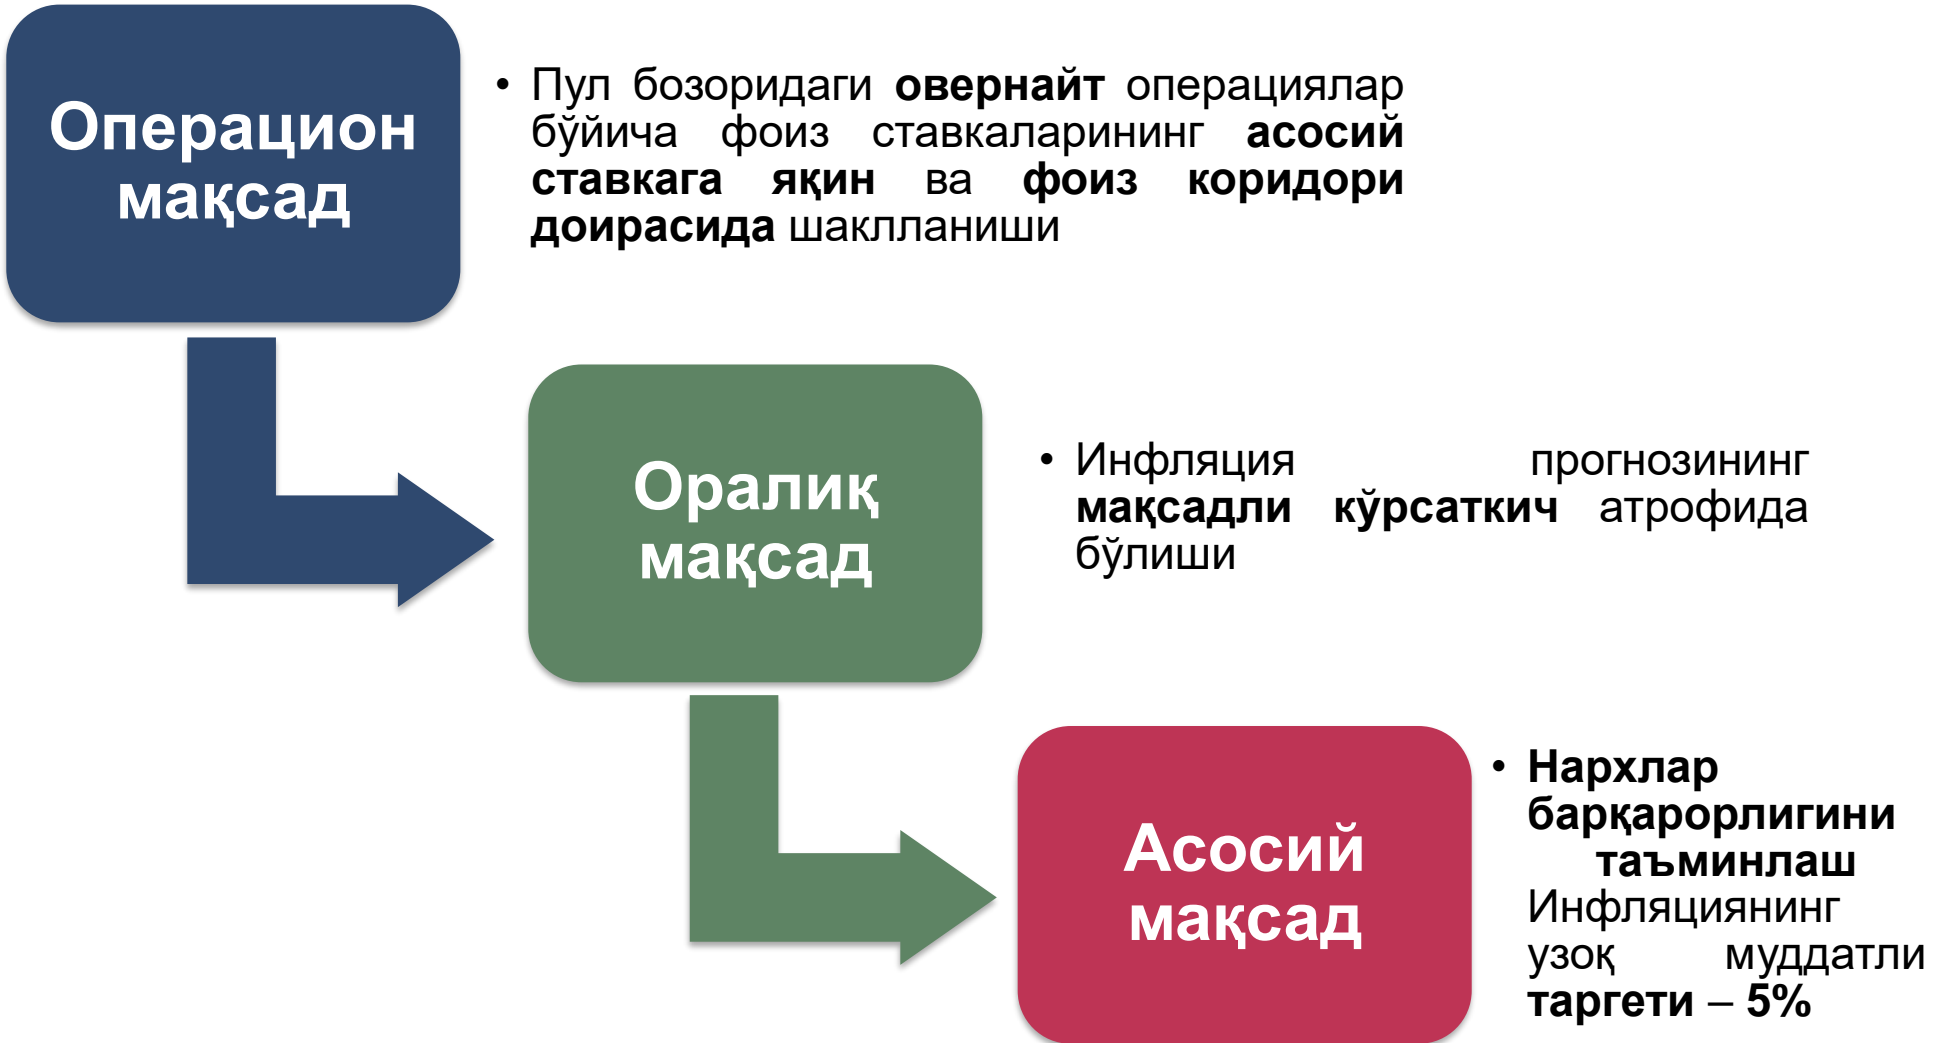 Операцион
мақсад
• Пул бозоридаги овернайт операциялар
бўйича фоиз ставкаларининг асосий
ставкага яқин ва фоиз коридори
доирасида шаклланиши
Оралиқ
мақсад
• Инфляция прогнозининг
мақсадли кўрсаткич атрофида
бўлиши
Асосий
мақсад
• Нархлар
барқарорлигини
таъминлаш
Инфляциянинг
узоқ муддатли
таргети – 5%